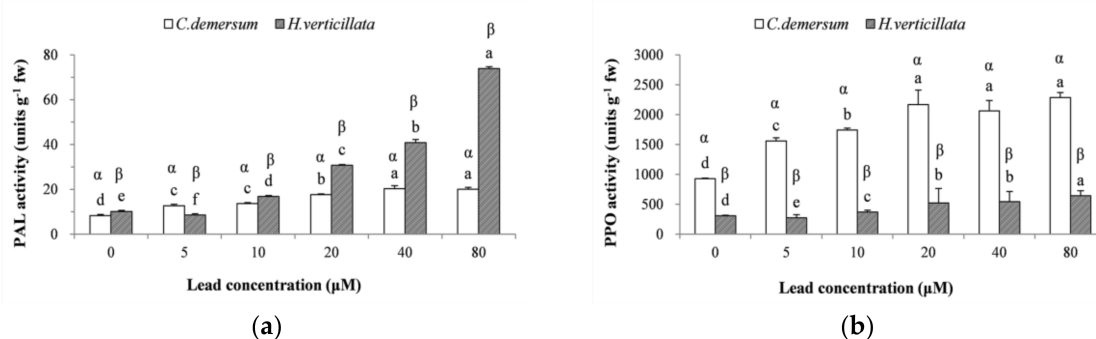 C.demersum H.verticillata
PAL activity (units g-1 fw)
80
60
40
20
0
α β α β α β α β α β α β
d e c f c d b c a b a a
0 5 10 20 40 80
Lead concentration (µM)
(a)
C.demersum H.verticillata
PPO activity (units g-1 fw)
3000
2500
2000
1500
1000
500
0
α β α β α β α β α β α β
d d c e b c a b a b a a
0 5 10 20 40 80
Lead concentration (µM)
(b)